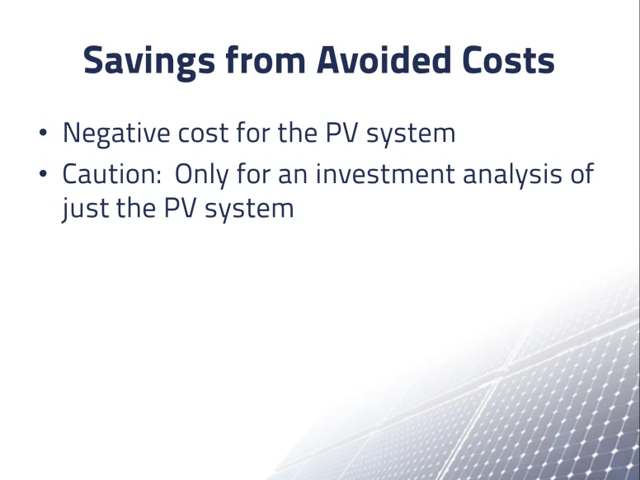 Savings from Avoided Costs
• Negative cost for the PV system
• Caution:  Only for an investment analysis of
just the PV system